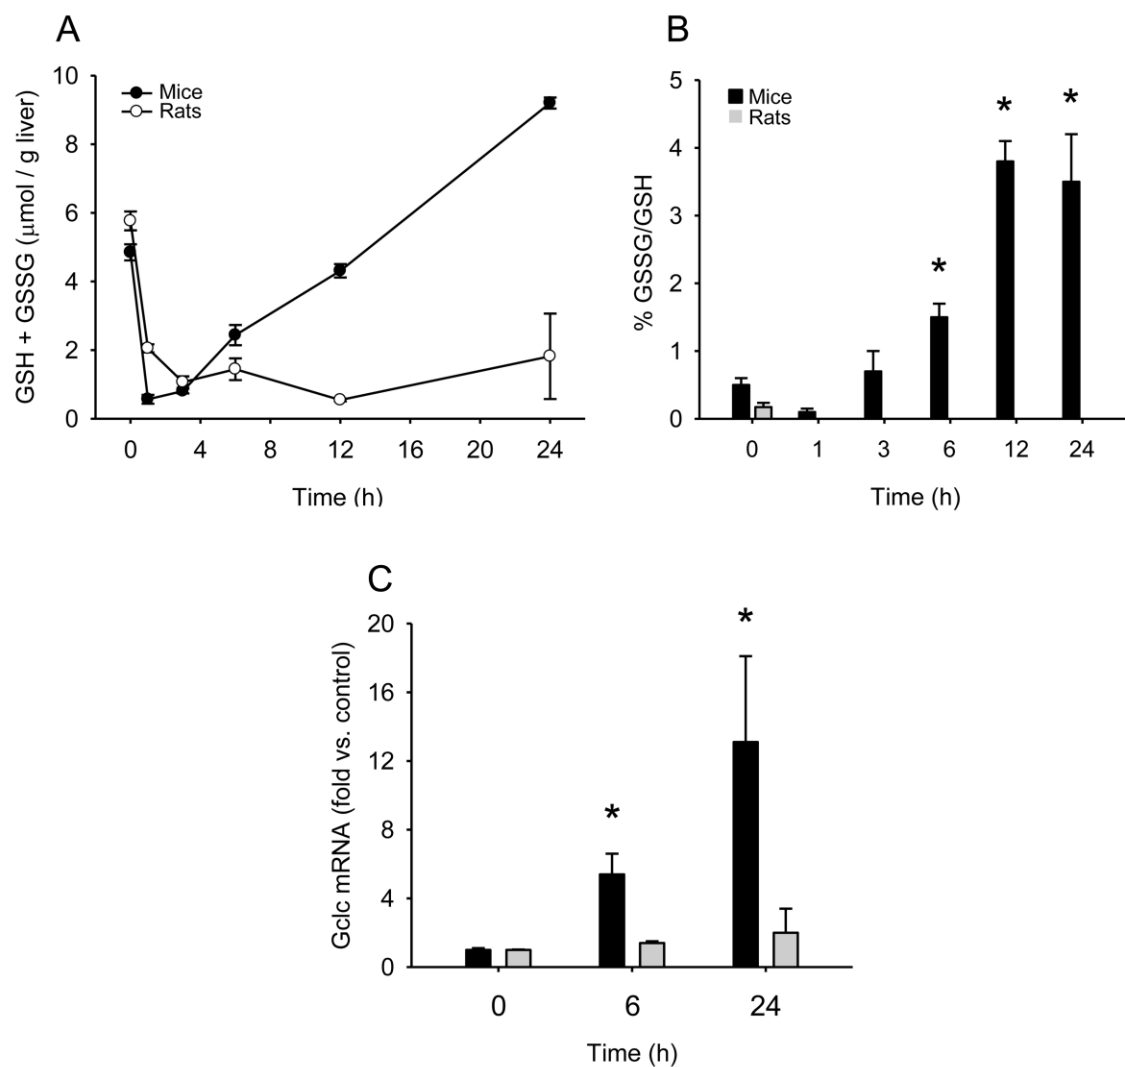 A
GSH + GSSG (μmol / g liver)
10
8
6
4
2
0
Mice
Rats
0 4 8 12 16 20 24
Time (h)
B
% GSSG/GSH
5
4
3
2
1
0
Mice
Rats
*
*
*
0 1 3 6 12 24
Time (h)
C
Gclc mRNA (fold vs. control)
20
16
12
8
4
0
*
*
0 6 24
Time (h)